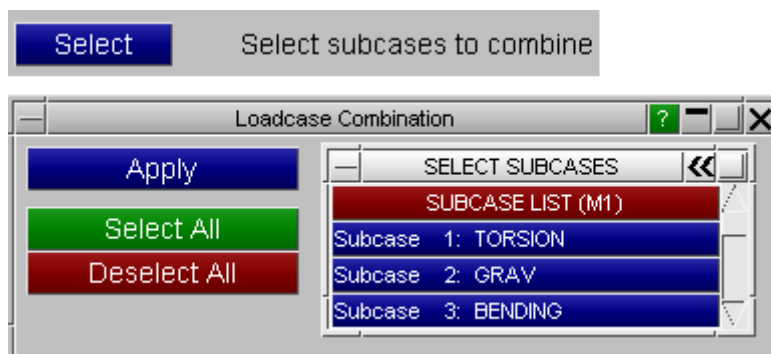 Select Select subcases to combine
Loadcase Combination ?
Apply
Select All
Deselect All
SELECT SUBCASES
SUBCASE LIST (M1)
Subcase 1: TORSION
Subcase 2: GRAV
Subcase 3: BENDING